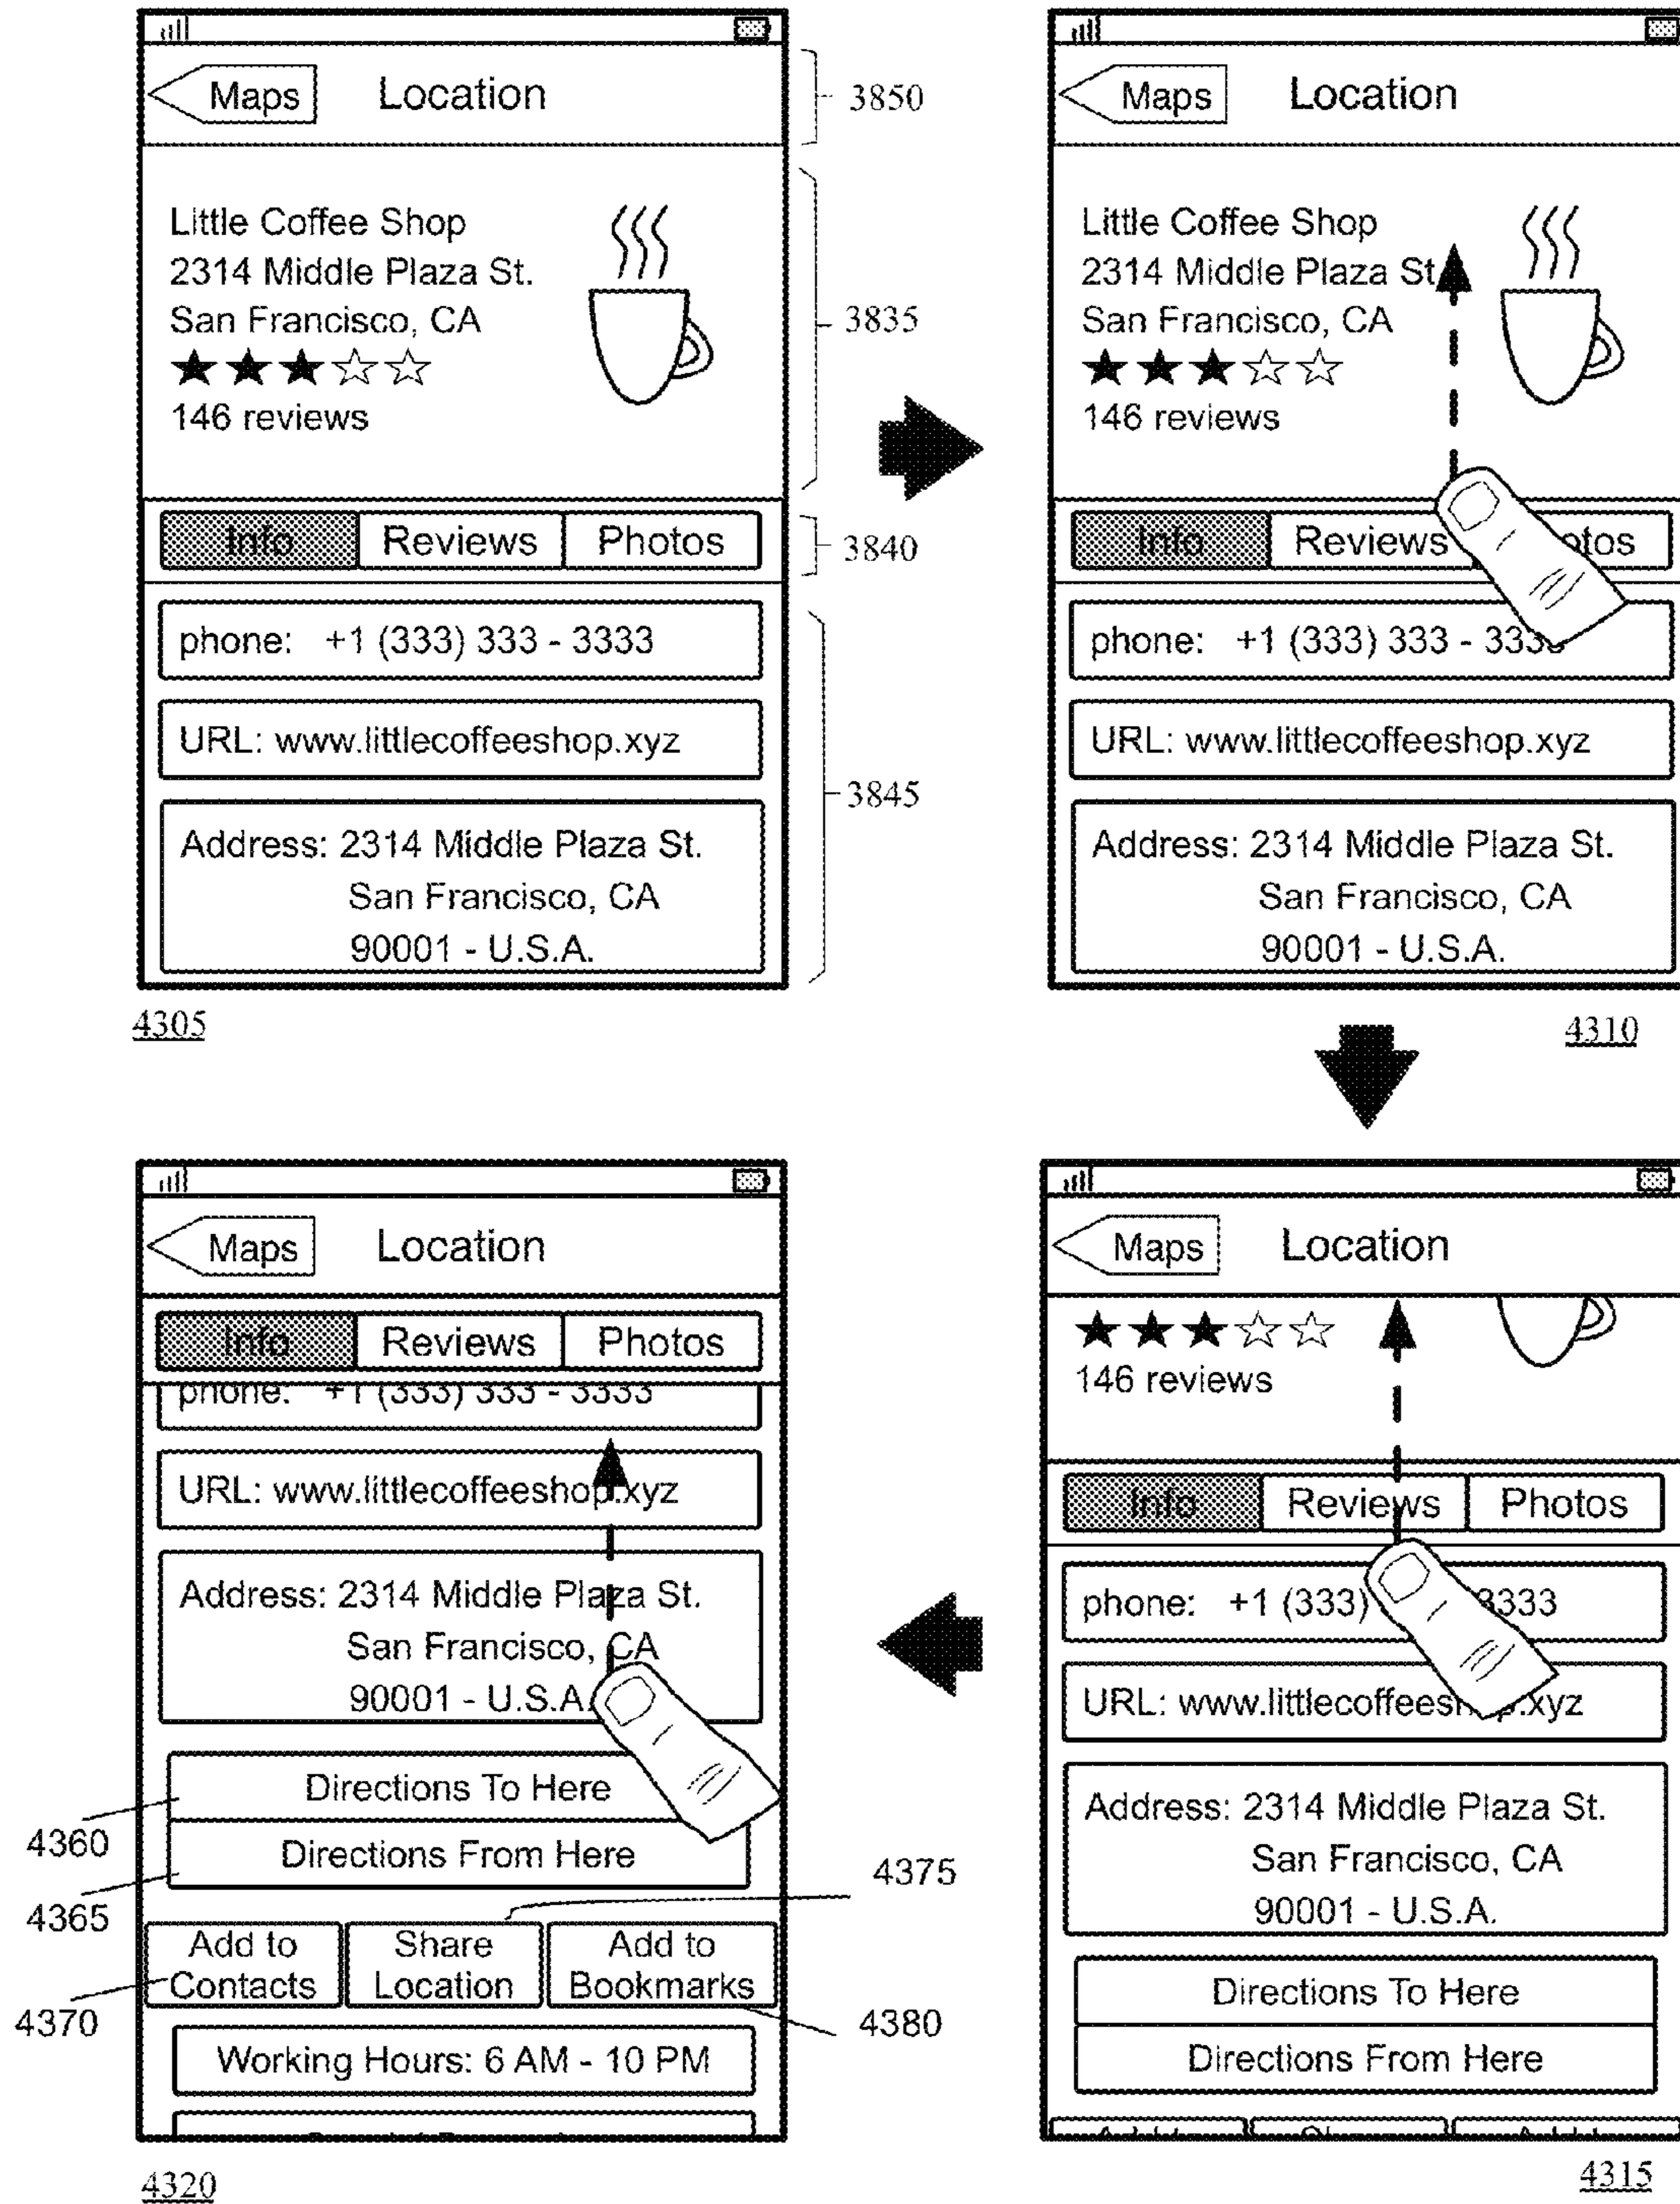 Maps Location
3850
Little Coffee Shop
2314 Middle Plaza St.
San Francisco, CA
146 reviews
3835
Info Reviews Photos
3840
phone: +1 (333) 333 - 3333
URL: www.littlecoffeeshop.xyz
Address: 2314 Middle Plaza St.
San Francisco, CA
90001 - U.S.A.
3845
4305
Maps Location
Little Coffee Shop
2314 Middle Plaza St
San Francisco, CA
146 reviews
Info Reviews otos
phone: +1 (333) 333 - 3333
URL: www.littlecoffeeshop.xyz
Address: 2314 Middle Plaza St.
San Francisco, CA
90001 - U.S.A.
4310
Maps Location
Info Reviews Photos
phone: +1 (333) 333 - 3333
URL: www.littlecoffeeshop.xyz
Address: 2314 Middle Plaza St.
San Francisco, CA
90001 - U.S.A.
Directions To Here
4360
Directions From Here
4365
4375
Add to Contacts
Share Location
Add to Bookmarks
4370
4380
Working Hours: 6 AM - 10 PM
4320
Maps Location
146 reviews
Info Reviews Photos
phone: +1 (333) 3333
URL: www.littlecoffeesh p.xyz
Address: 2314 Middle Plaza St.
San Francisco, CA
90001 - U.S.A.
Directions To Here
Directions From Here
4315